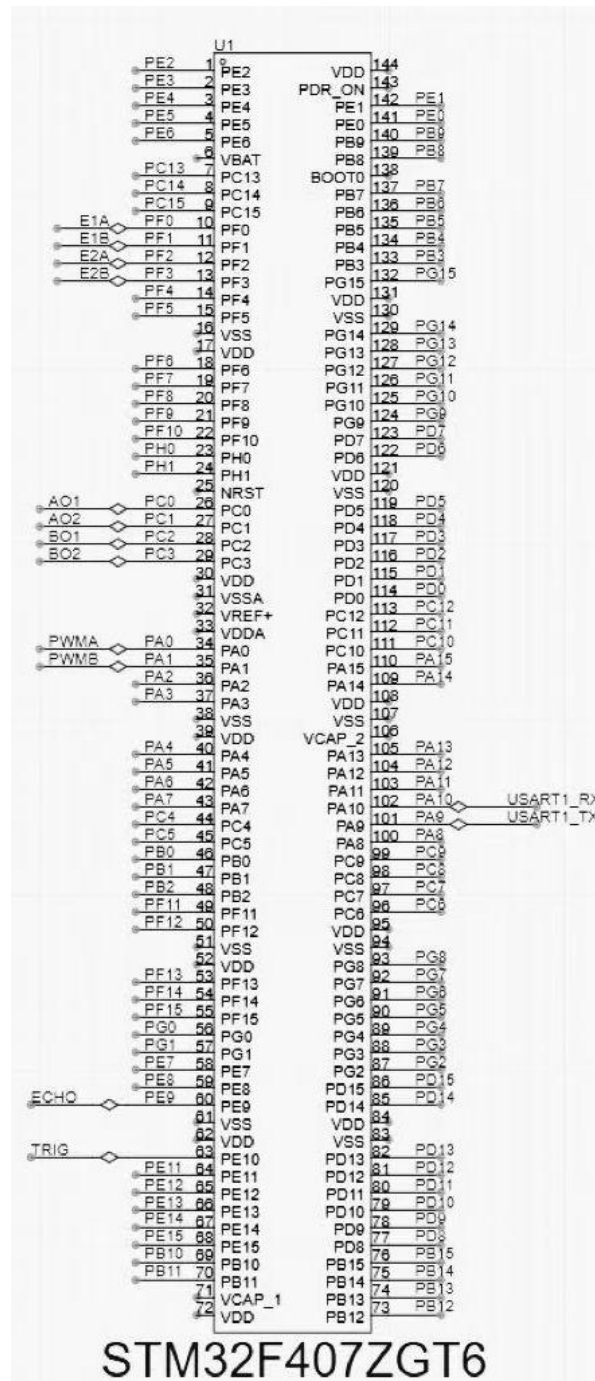 U1
PE2 1 PE2 VDD 144
PE3 2 PE3 PDR_ON 143
PE4 3 PE4 PE1 142 PE1
PE5 4 PE5 PE0 141 PE0
PE6 5 PE6 PB9 140 PB9
6 VBAT PB8 139 PB8
PC13 7 PC13 BOOT0 138
PC14 8 PC14 PB7 137 PB7
PC15 9 PC15 PB6 136 PB6
E1A PF0 10 PF0 PB5 135 PB5
E1B PF1 11 PF1 PB4 134 PB4
E2A PF2 12 PF2 PB3 133 PB3
E2B PF3 13 PF3 PG15 132 PG15
PF4 14 PF4 VDD 131
PF5 15 PF5 VSS 130
16 VSS PG14 129 PG14
17 VDD PG13 128 PG13
PF6 18 PF6 PG12 127 PG12
PF7 19 PF7 PG11 126 PG11
PF8 20 PF8 PG10 125 PG10
PF9 21 PF9 PG9 124 PG9
PF10 22 PF10 PD7 123 PD7
PH0 23 PH0 PD6 122 PD6
PH1 24 PH1 VDD 121
25 NRST VSS 120
AO1 PC0 26 PC0 PD5 119 PD5
AO2 PC1 27 PC1 PD4 118 PD4
BO1 PC2 28 PC2 PD3 117 PD3
BO2 PC3 29 PC3 PD2 116 PD2
30 VDD PD1 115 PD1
31 VSSA PD0 114 PD0
32 VREF+ PC12 113 PC12
33 VDDA PC11 112 PC11
PWMA PA0 34 PA0 PC10 111 PC10
PWMB PA1 35 PA1 PA15 110 PA15
PA2 36 PA2 PA14 109 PA14
PA3 37 PA3 VDD 108
38 VSS VSS 107
39 VDD VCAP_2 106
PA4 40 PA4 PA13 105 PA13
PA5 41 PA5 PA12 104 PA12
PA6 42 PA6 PA11 103 PA11
PA7 43 PA7 PA10 102 PA10 USART1_RX
PC4 44 PC4 PA9 101 PA9 USART1_TX
PC5 45 PC5 PA8 100 PA8
PB0 46 PB0 PC9 99 PC9
PB1 47 PB1 PC8 98 PC8
PB2 48 PB2 PC7 97 PC7
PF11 49 PF11 PC6 96 PC6
PF12 50 PF12 VDD 95
51 VSS VSS 94
52 VDD PG8 93 PG8
PF13 53 PF13 PG7 92 PG7
PF14 54 PF14 PG6 91 PG6
PF15 55 PF15 PG5 90 PG5
PG0 56 PG0 PG4 89 PG4
PG1 57 PG1 PG3 88 PG3
PE7 58 PE7 PG2 87 PG2
PE8 59 PE8 PD15 86 PD15
ECHO PE9 60 PE9 PD14 85 PD14
61 VSS VDD 84
62 VDD VSS 83
TRIG 63 PE10 PD13 82 PD13
PE11 64 PE11 PD12 81 PD12
PE12 65 PE12 PD11 80 PD11
PE13 66 PE13 PD10 79 PD10
PE14 67 PE14 PD9 78 PD9
PE15 68 PE15 PD8 77 PD8
PB10 69 PB10 PB15 76 PB15
PB11 70 PB11 PB14 75 PB14
71 VCAP_1 PB13 74 PB13
72 VDD PB12 73 PB12
STM32F407ZGT6